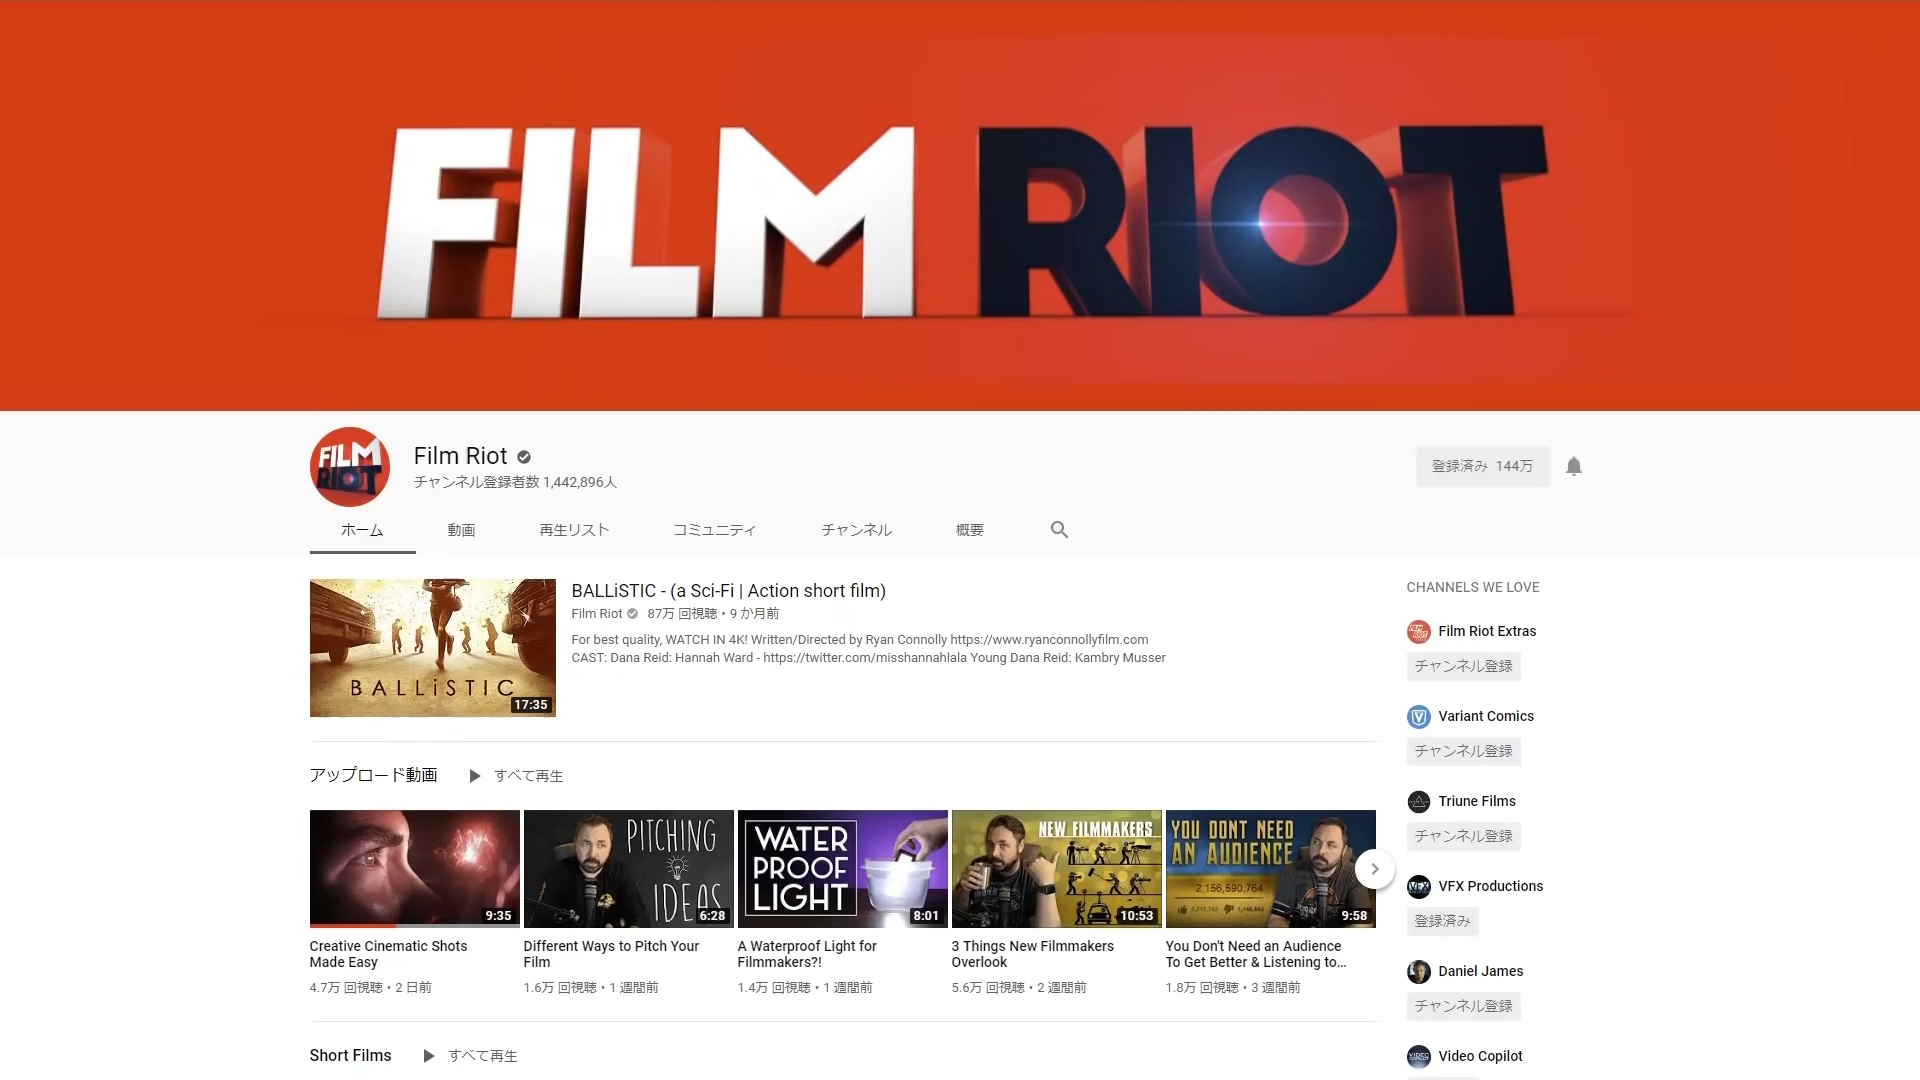 FILM RIOT
FILM
RIOT
Film Riot
チャンネル登録者数 1,442,896人
登録済み 144万
ホーム 動画 再生リスト コミュニティ チャンネル 概要
BALLiSTIC
17:35
BALLiSTIC - (a Sci-Fi | Action short film)
Film Riot 87万 回視聴・9 か月前
For best quality, WATCH IN 4K! Written/Directed by Ryan Connolly https://www.ryanconnollyfilm.com
CAST: Dana Reid: Hannah Ward - https://twitter.com/misshannahlala Young Dana Reid: Kambry Musser
アップロード動画 すべて再生
9:35
Creative Cinematic Shots
Made Easy
4.7万 回視聴・2 日前
PITCHING
IDEAS
6:28
Different Ways to Pitch Your
Film
1.6万 回視聴・1 週間前
WATER
PROOF
LIGHT
8:01
A Waterproof Light for
Filmmakers?!
1.4万 回視聴・1 週間前
NEW FILMMAKERS
10:53
3 Things New Filmmakers
Overlook
5.6万 回視聴・2 週間前
YOU DONT NEED
AN AUDIENCE
2,156,590,764
9:58
You Don't Need an Audience
To Get Better & Listening to...
1.8万 回視聴・3 週間前
Short Films すべて再生
CHANNELS WE LOVE
Film Riot Extras
チャンネル登録
Variant Comics
チャンネル登録
Triune Films
チャンネル登録
VFX
VFX Productions
登録済み
Daniel James
チャンネル登録
Video Copilot